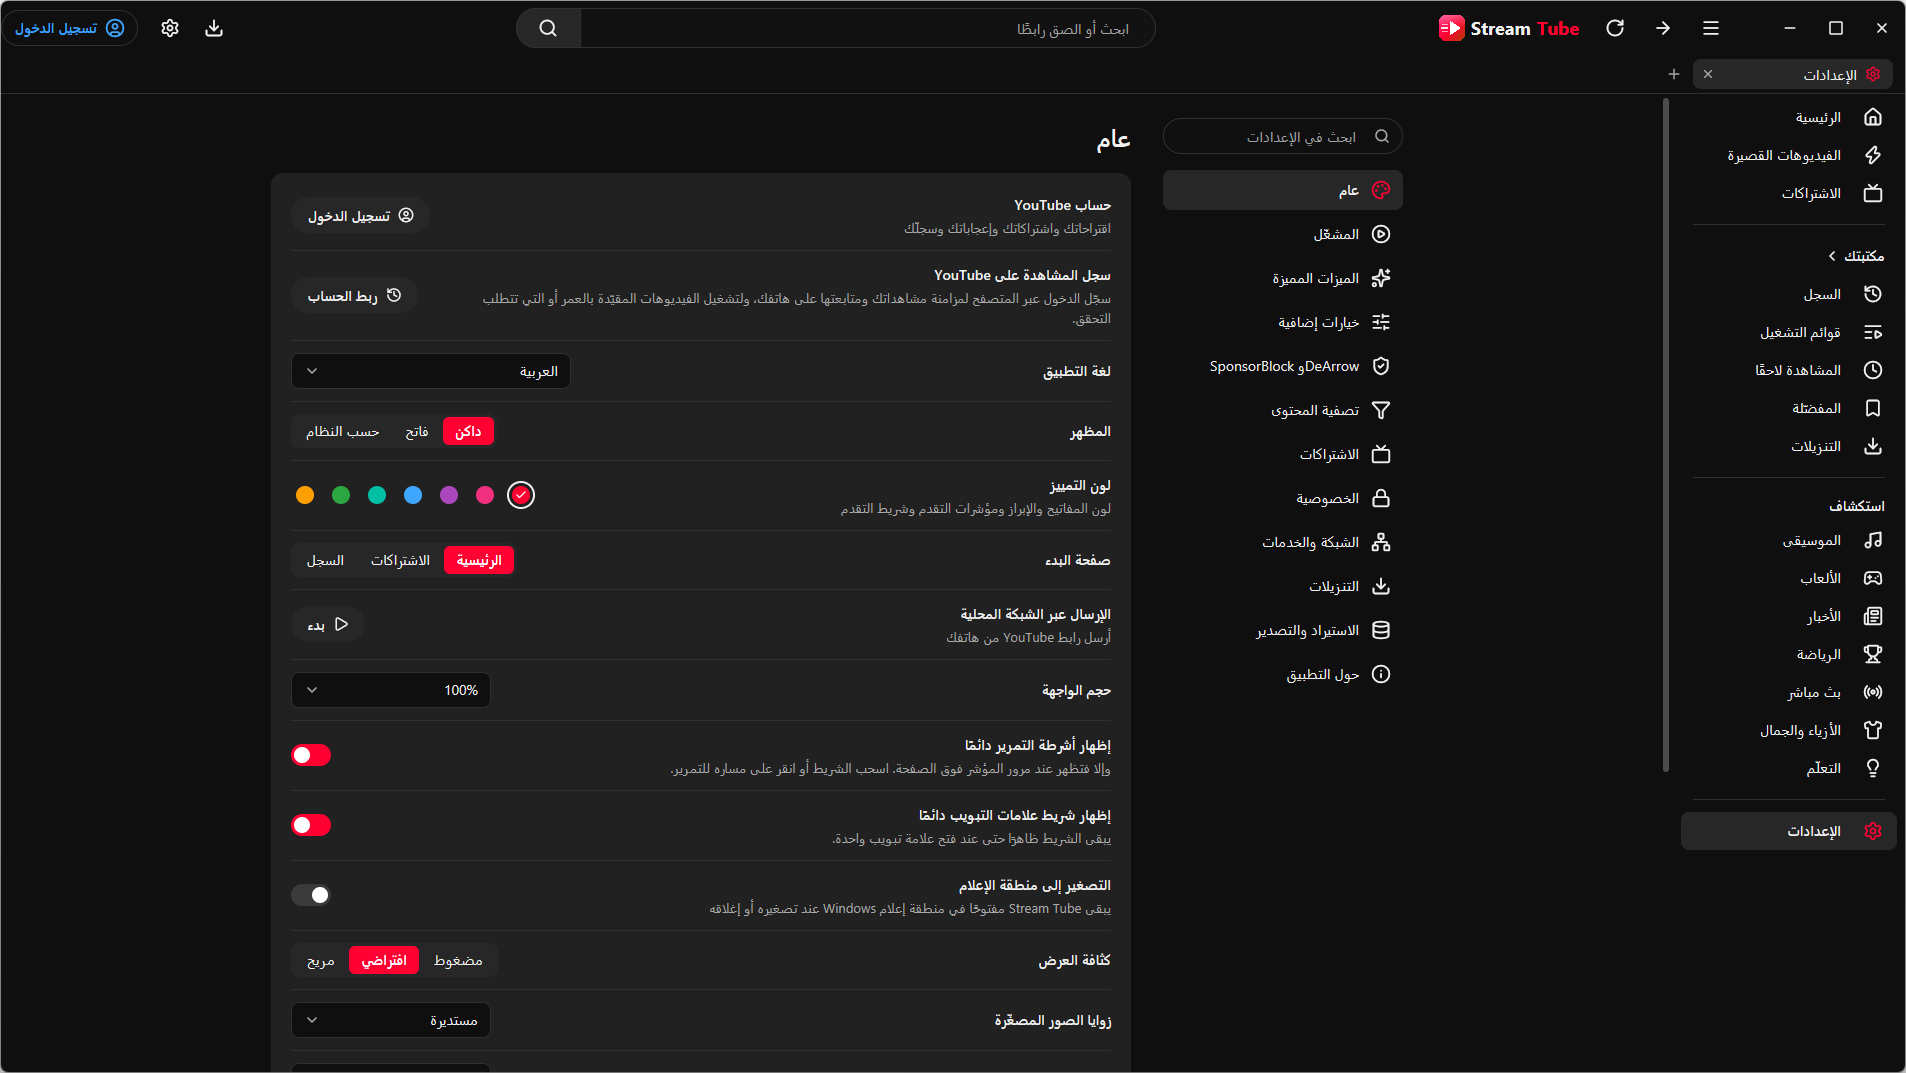 Stream Tube
ابحث أو الصق رابطًا
تسجيل الدخول
الإعدادات
الرئيسية
الفيديوهات القصيرة
الاشتراكات
مكتبتك
السجل
قوائم التشغيل
المشاهدة لاحقًا
المفضلة
التنزيلات
استكشاف
الموسيقى
الألعاب
الأخبار
الرياضة
بث مباشر
الأزياء والجمال
التعلّم
الإعدادات
ابحث في الإعدادات
عام
المشغّل
الميزات المميزة
خيارات إضافية
SponsorBlock وDeArrow
تصفية المحتوى
الاشتراكات
الخصوصية
الشبكة والخدمات
التنزيلات
الاستيراد والتصدير
حول التطبيق
عام
حساب YouTube
اقتراحاتك واشتراكاتك وإعجاباتك وسجلّك
تسجيل الدخول
سجل المشاهدة على YouTube
سجّل الدخول عبر المتصفح لمزامنة مشاهداتك ومتابعتها على هاتفك، ولتشغيل الفيديوهات المقيّدة بالعمر أو التي تتطلب
التحقق.
ربط الحساب
لغة التطبيق
العربية
المظهر
داكن فاتح حسب النظام
لون التمييز
لون المفاتيح والإبراز ومؤشرات التقدم وشريط التقدم
صفحة البدء
الرئيسية الاشتراكات السجل
الإرسال عبر الشبكة المحلية
أرسل رابط YouTube من هاتفك
بدء
حجم الواجهة
100%
إظهار أشرطة التمرير دائمًا
وإلا فتظهر عند مرور المؤشر فوق الصفحة. اسحب الشريط أو انقر على مساره للتمرير.
إظهار شريط علامات التبويب دائمًا
يبقى الشريط ظاهرًا حتى عند فتح علامة تبويب واحدة.
التصغير إلى منطقة الإعلام
يبقى Stream Tube مفتوحًا في منطقة إعلام Windows عند تصغيره أو إغلاقه
كثافة العرض
مضغوط افتراضي مريح
زوايا الصور المصغّرة
مستديرة